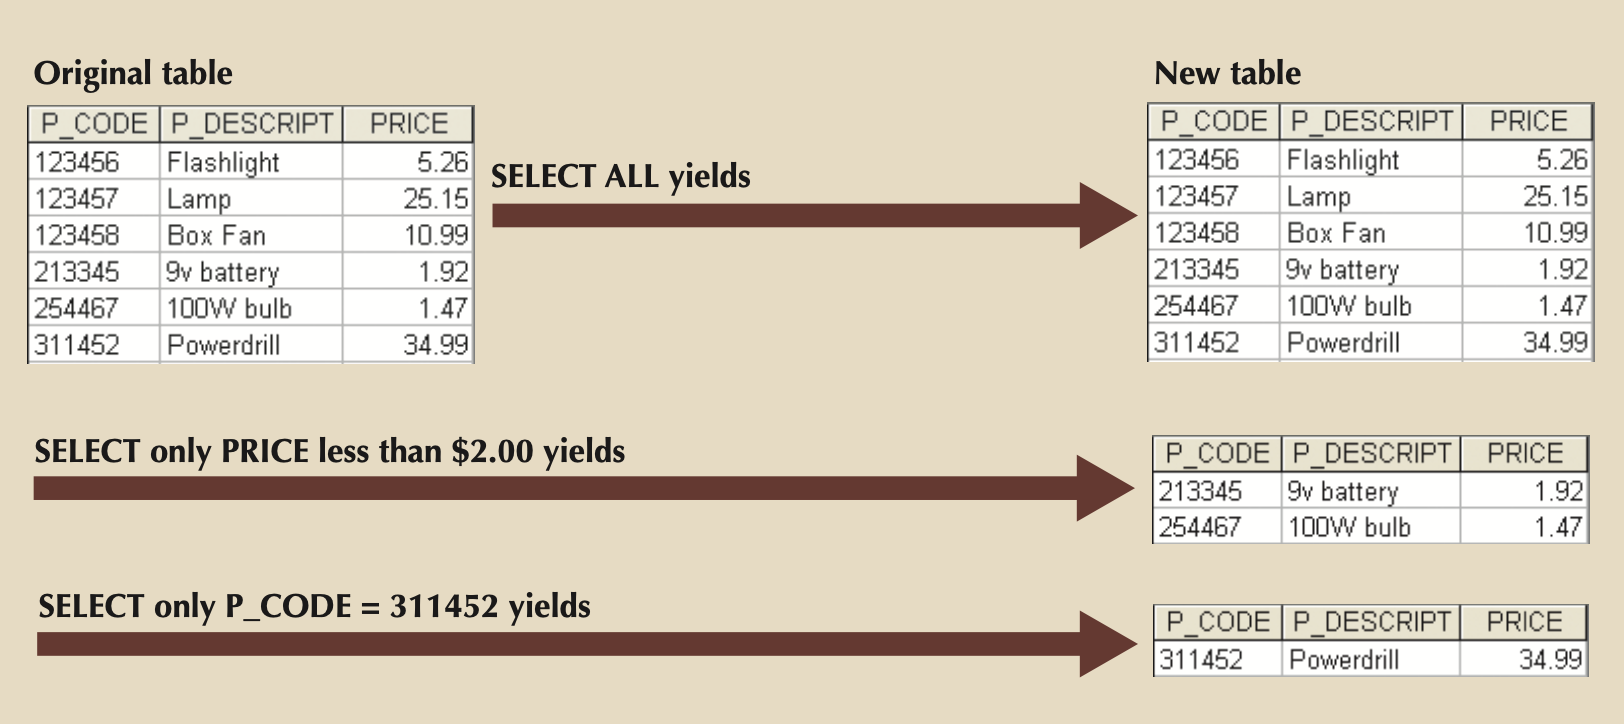 Original table
P_CODE P_DESCRIPT PRICE
123456 Flashlight 5.26
123457 Lamp 25.15
123458 Box Fan 10.99
213345 9v battery 1.92
254467 100W bulb 1.47
311452 Powerdrill 34.99
SELECT ALL yields
New table
P_CODE P_DESCRIPT PRICE
123456 Flashlight 5.26
123457 Lamp 25.15
123458 Box Fan 10.99
213345 9v battery 1.92
254467 100W bulb 1.47
311452 Powerdrill 34.99
SELECT only PRICE less than $2.00 yields
P_CODE P_DESCRIPT PRICE
213345 9v battery 1.92
254467 100W bulb 1.47
SELECT only P_CODE = 311452 yields
P_CODE P_DESCRIPT PRICE
311452 Powerdrill 34.99